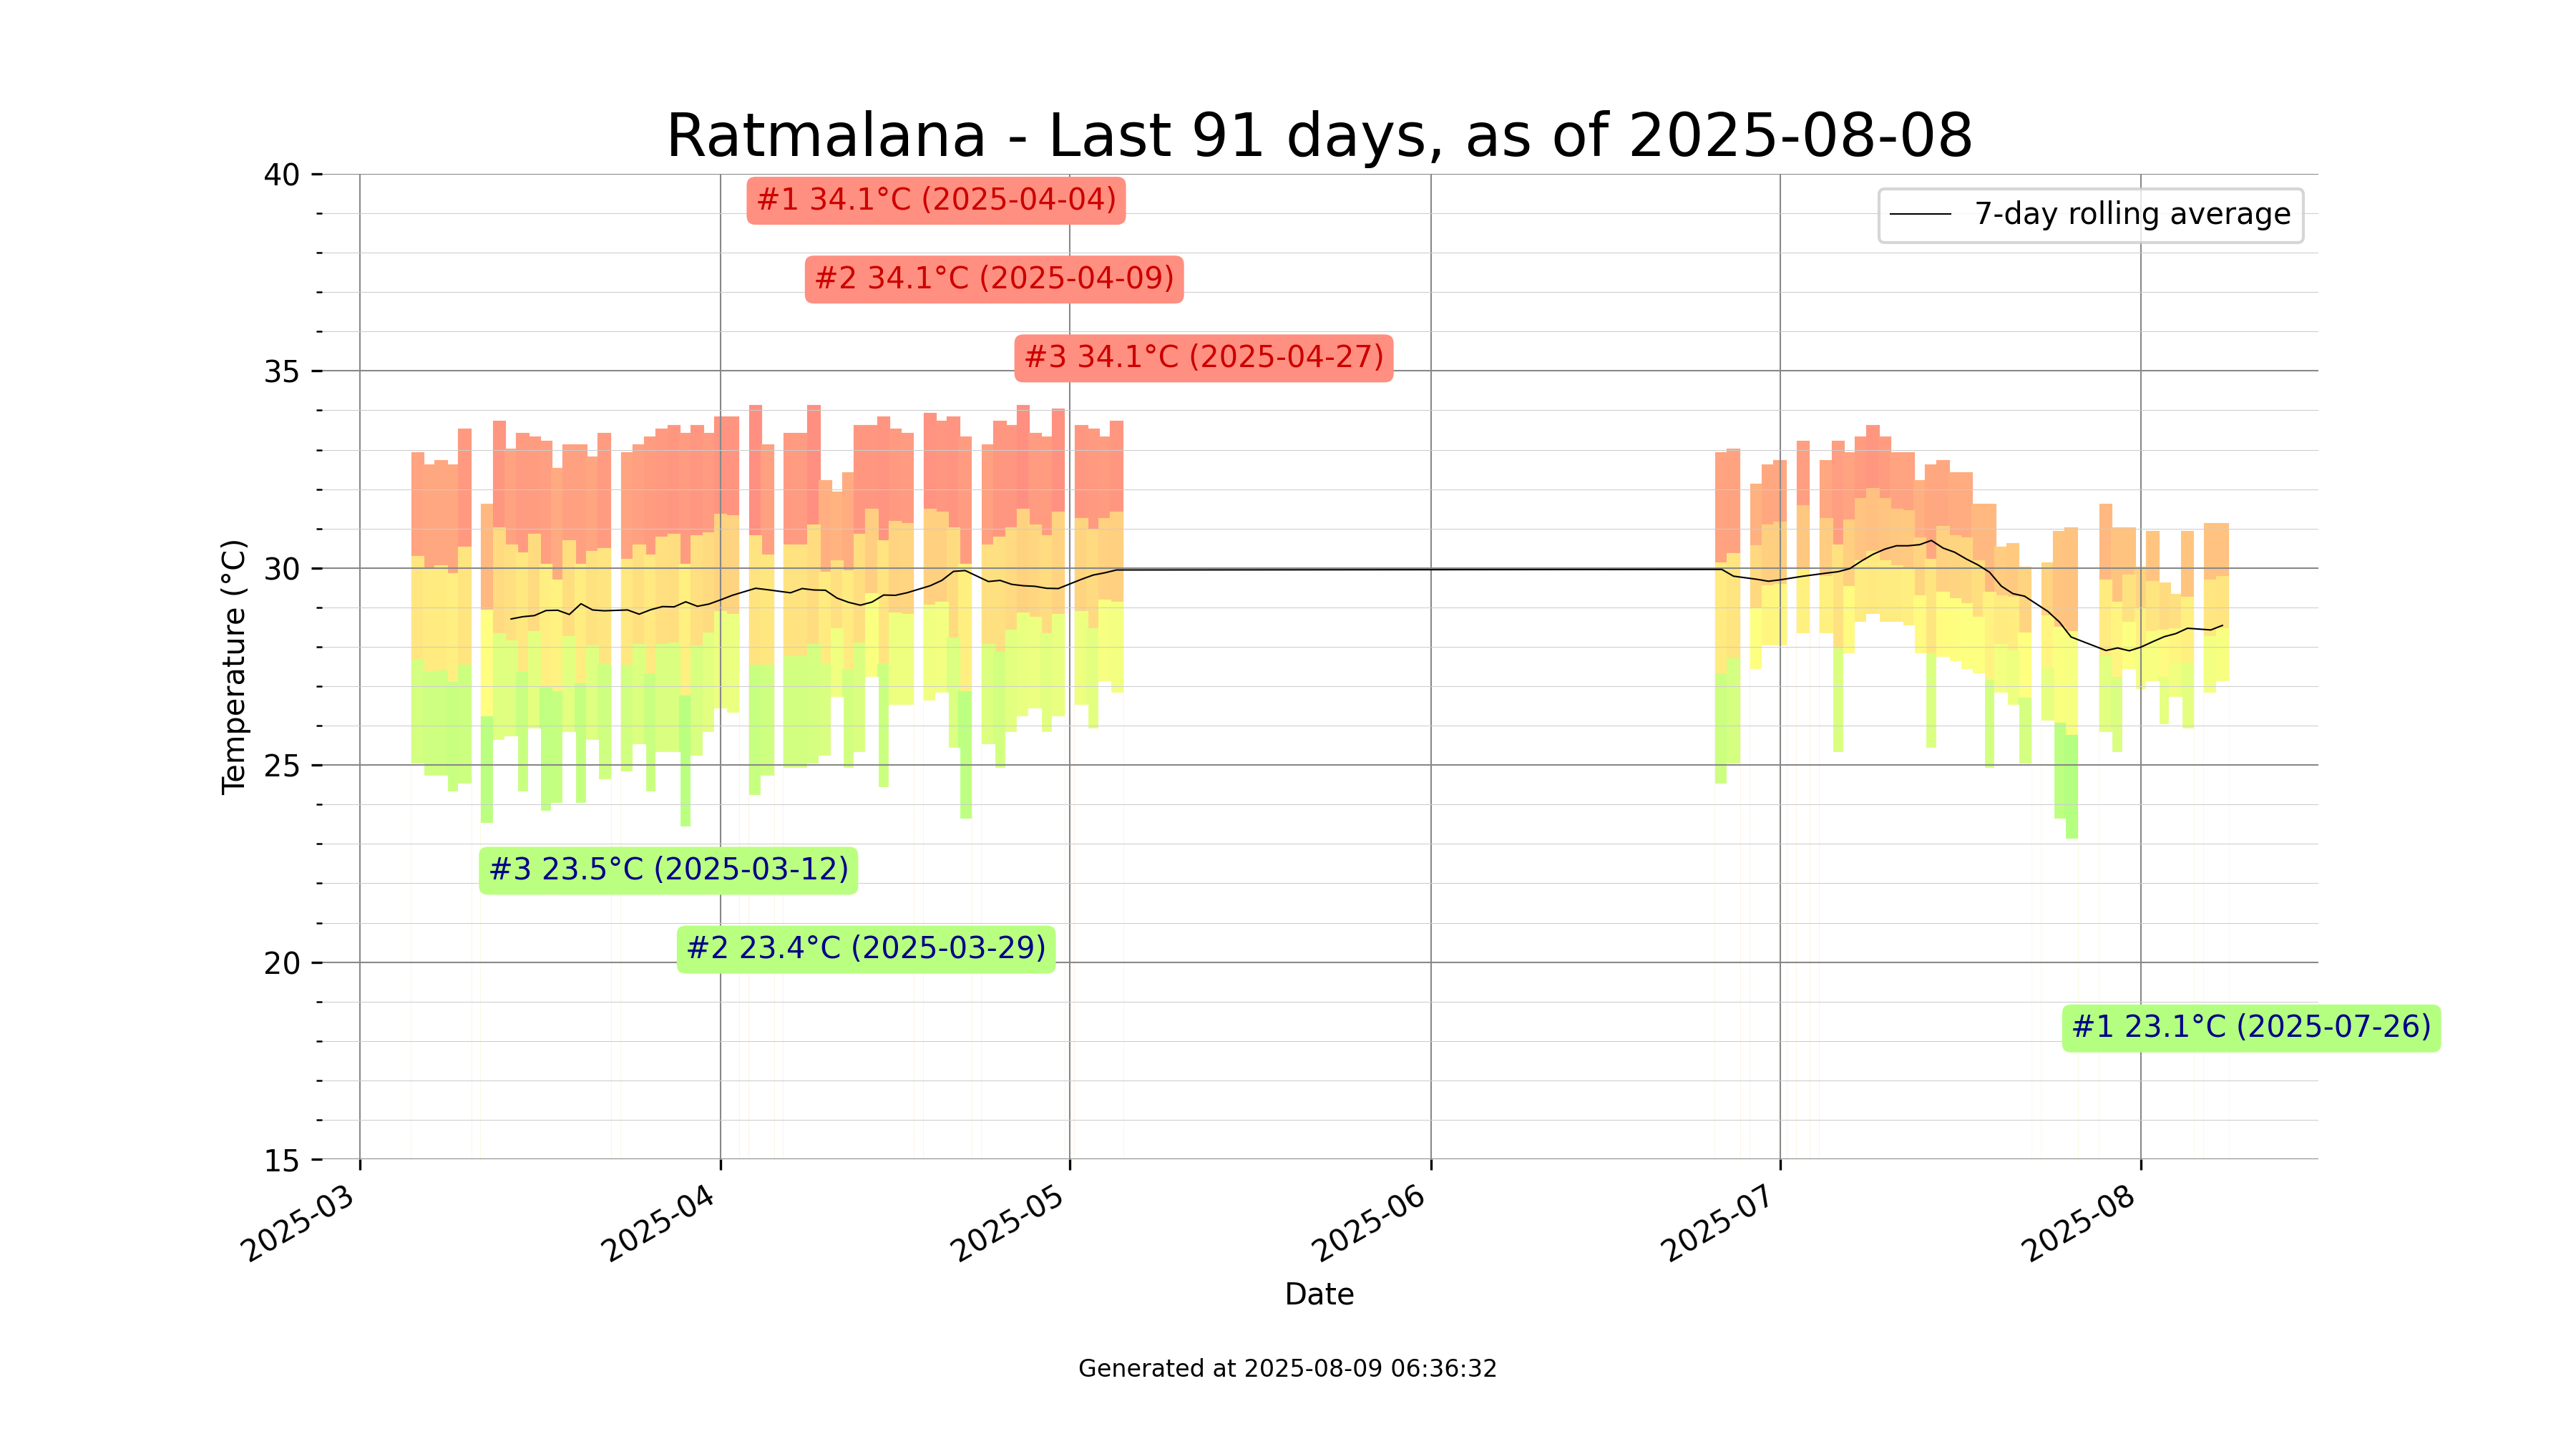 Ratmalana - Last 91 days, as of 2025-08-08
40
35
30
25
20
15
Temperature (°C)
#1 34.1°C (2025-04-04)
#2 34.1°C (2025-04-09)
#3 34.1°C (2025-04-27)
7-day rolling average
#3 23.5°C (2025-03-12)
#2 23.4°C (2025-03-29)
#1 23.1°C (2025-07-26)
2025-03
2025-04
2025-05
2025-06
2025-07
2025-08
Date
Generated at 2025-08-09 06:36:32